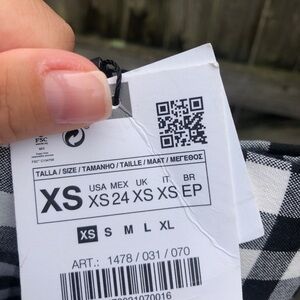 FSC
TALLA / SIZE / TAMANHO / TAILLE / MAAT / ΜΕΓΕΘΟΣ
XS USA XS MEX 24 UK XS IT XS BR EP
XS S M L XL
ART.: 1478 / 031 / 070